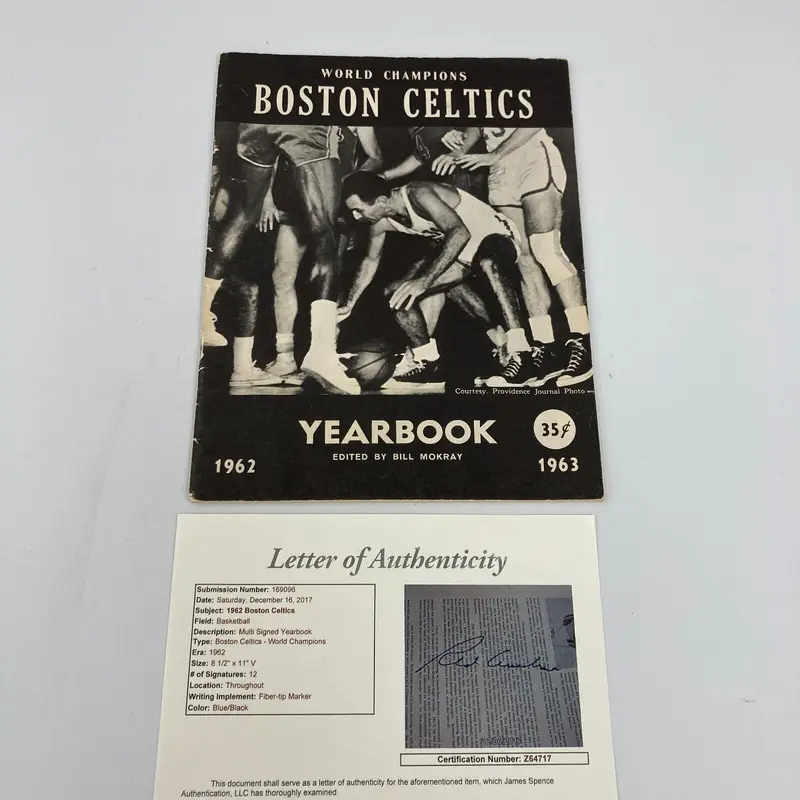 WORLD CHAMPIONS
BOSTON CELTICS
Courtesy, Providence Journal Photo
YEARBOOK
35¢
EDITED BY BILL MOKRAY
1962
1963
Letter of Authenticity
Submission Number: 169096
Date: Saturday, December 16, 2017
Subject: 1962 Boston Celtics
Field: Basketball
Description: Multi Signed Yearbook
Type: Boston Celtics - World Champions
Era: 1962
Size: 8 1/2" x 11" V
# of Signatures: 12
Location: Throughout
Writing Implement: Fiber-tip Marker
Color: Blue/Black
Certification Number: Z64717
This document shall serve as a letter of authenticity for the aforementioned item, which James Spence
Authentication, LLC has thoroughly examined.